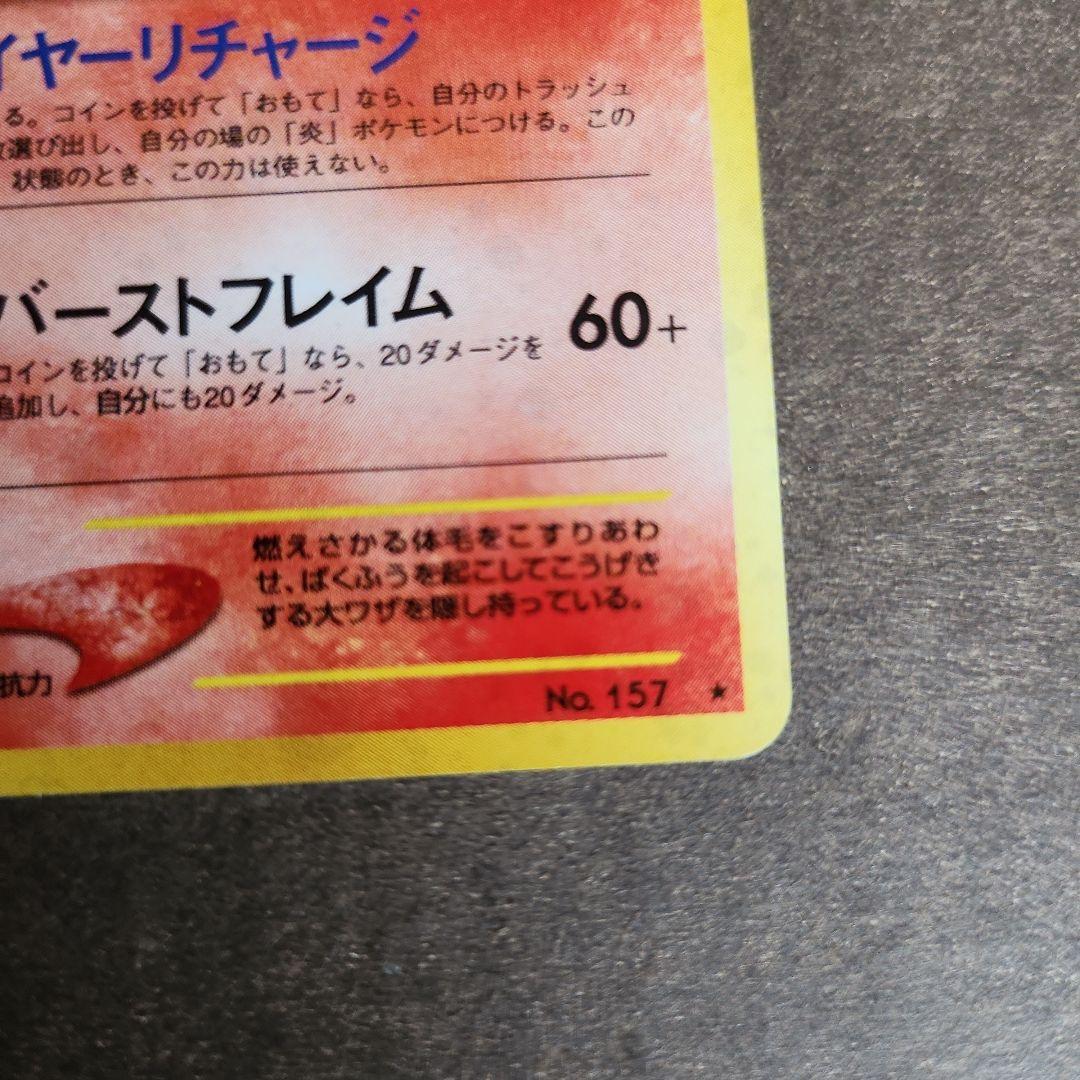 イヤーリチャージ
る。コインを投げて「おもて」なら、自分のトラッシュ
選び出し、自分の場の「炎」ポケモンにつける。この
状態のとき、この力は使えない。
バーストフレイム
60+
コインを投げて「おもて」なら、20ダメージを
追加し、自分にも20ダメージ。
燃えさかる体毛をこすりあわ
せ、ばくふうを起こしてこうげき
する大ワザを隠し持っている。
抗力
No. 157 ★